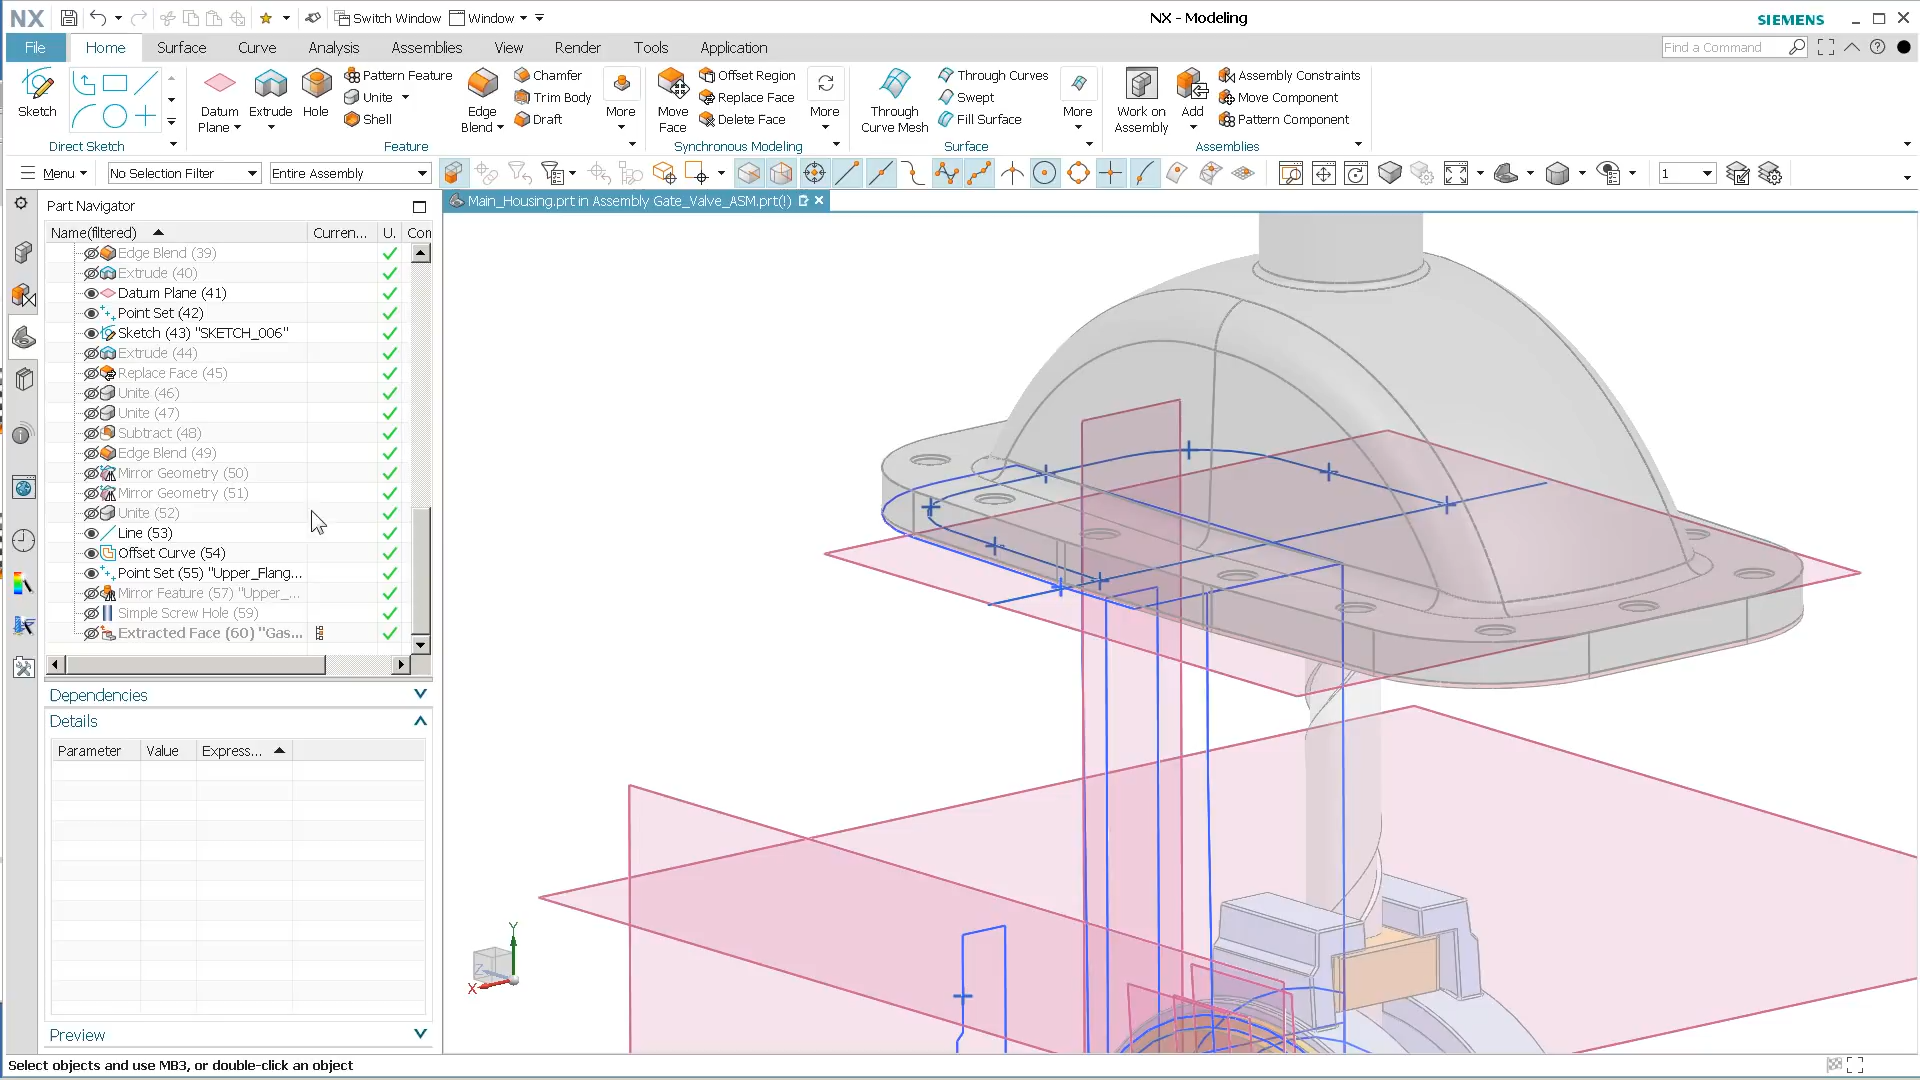 NX
Switch Window
Window
NX - Modeling
SIEMENS
File
Home
Surface
Curve
Analysis
Assemblies
View
Render
Tools
Application
Find a Command
Sketch
Datum
Plane
Extrude
Hole
Pattern Feature
Unite
Shell
Edge
Blend
Chamfer
Trim Body
Draft
More
Move
Face
Offset Region
Replace Face
Delete Face
More
Through
Curve Mesh
Through Curves
Swept
Fill Surface
More
Work on
Assembly
Add
Assembly Constraints
Move Component
Pattern Component
Direct Sketch
Feature
Synchronous Modeling
Surface
Assemblies
Menu
No Selection Filter
Entire Assembly
1
Part Navigator
Main_Housing.prt in Assembly Gate_Valve_ASM.prt(!)
Name(filtered)
Curren...
U.
Con
Edge Blend (39)
Extrude (40)
Datum Plane (41)
Point Set (42)
Sketch (43) "SKETCH_006"
Extrude (44)
Replace Face (45)
Unite (46)
Unite (47)
Subtract (48)
Edge Blend (49)
Mirror Geometry (50)
Mirror Geometry (51)
Unite (52)
Line (53)
Offset Curve (54)
Point Set (55) "Upper_Flang...
Mirror Feature (57) "Upper_...
Simple Screw Hole (59)
Extracted Face (60) "Gas...
Dependencies
Details
Parameter
Value
Express...
Preview
Y
Z
X
Select objects and use MB3, or double-click an object